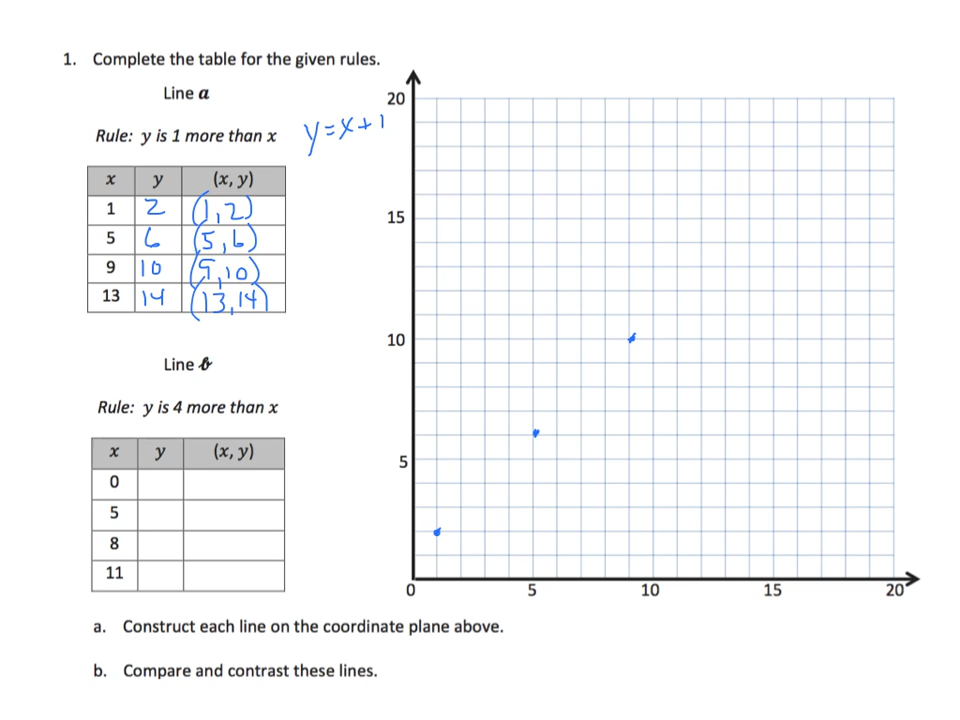 1. Complete the table for the given rules.
Line a
Rule: y is 1 more than x y=x+1
x y (x, y)
1 2 (1,2)
5 6 (5,6)
9 10 (9,10)
13 14 (13,14)
Line b
Rule: y is 4 more than x
x y (x, y)
0
5
8
11
20
15
10
5
0 5 10 15 20
a. Construct each line on the coordinate plane above.
b. Compare and contrast these lines.